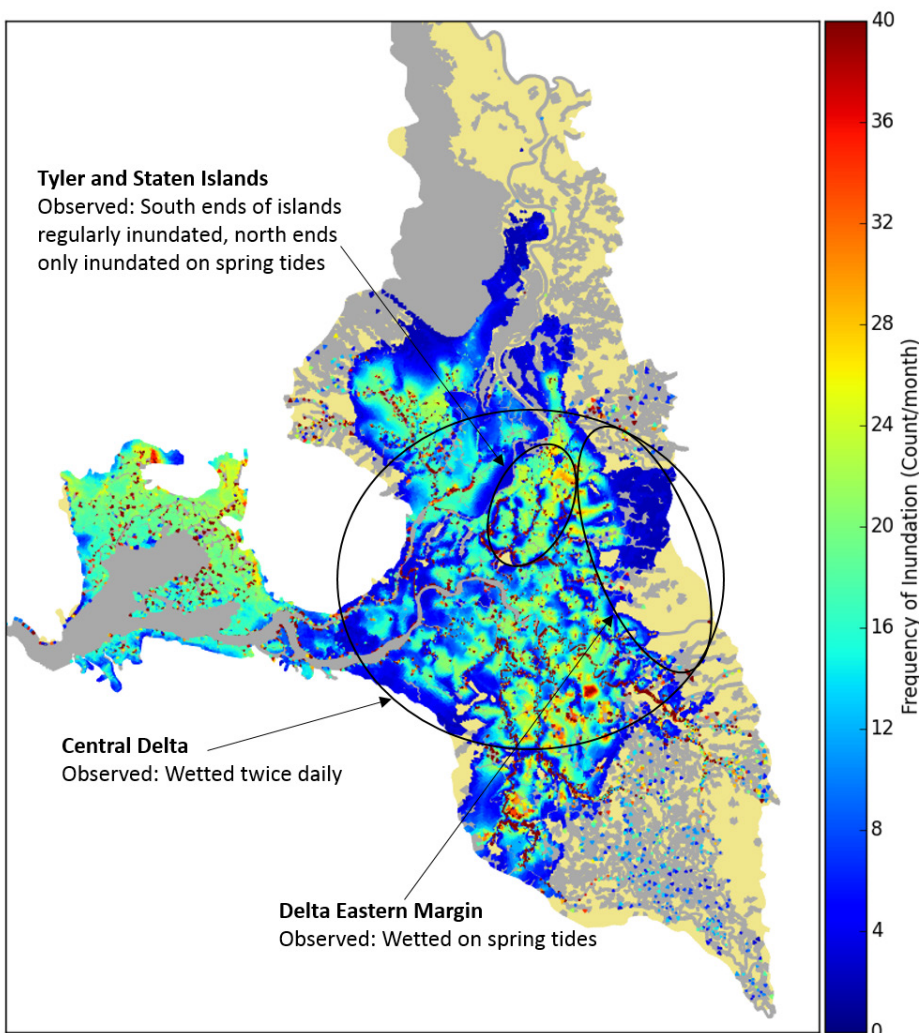 Tyler and Staten Islands
Observed: South ends of islands
regularly inundated, north ends
only inundated on spring tides
Central Delta
Observed: Wetted twice daily
Delta Eastern Margin
Observed: Wetted on spring tides
40
36
32
28
24
20
16
12
8
4
0
Frequency of Inundation (Count/month)